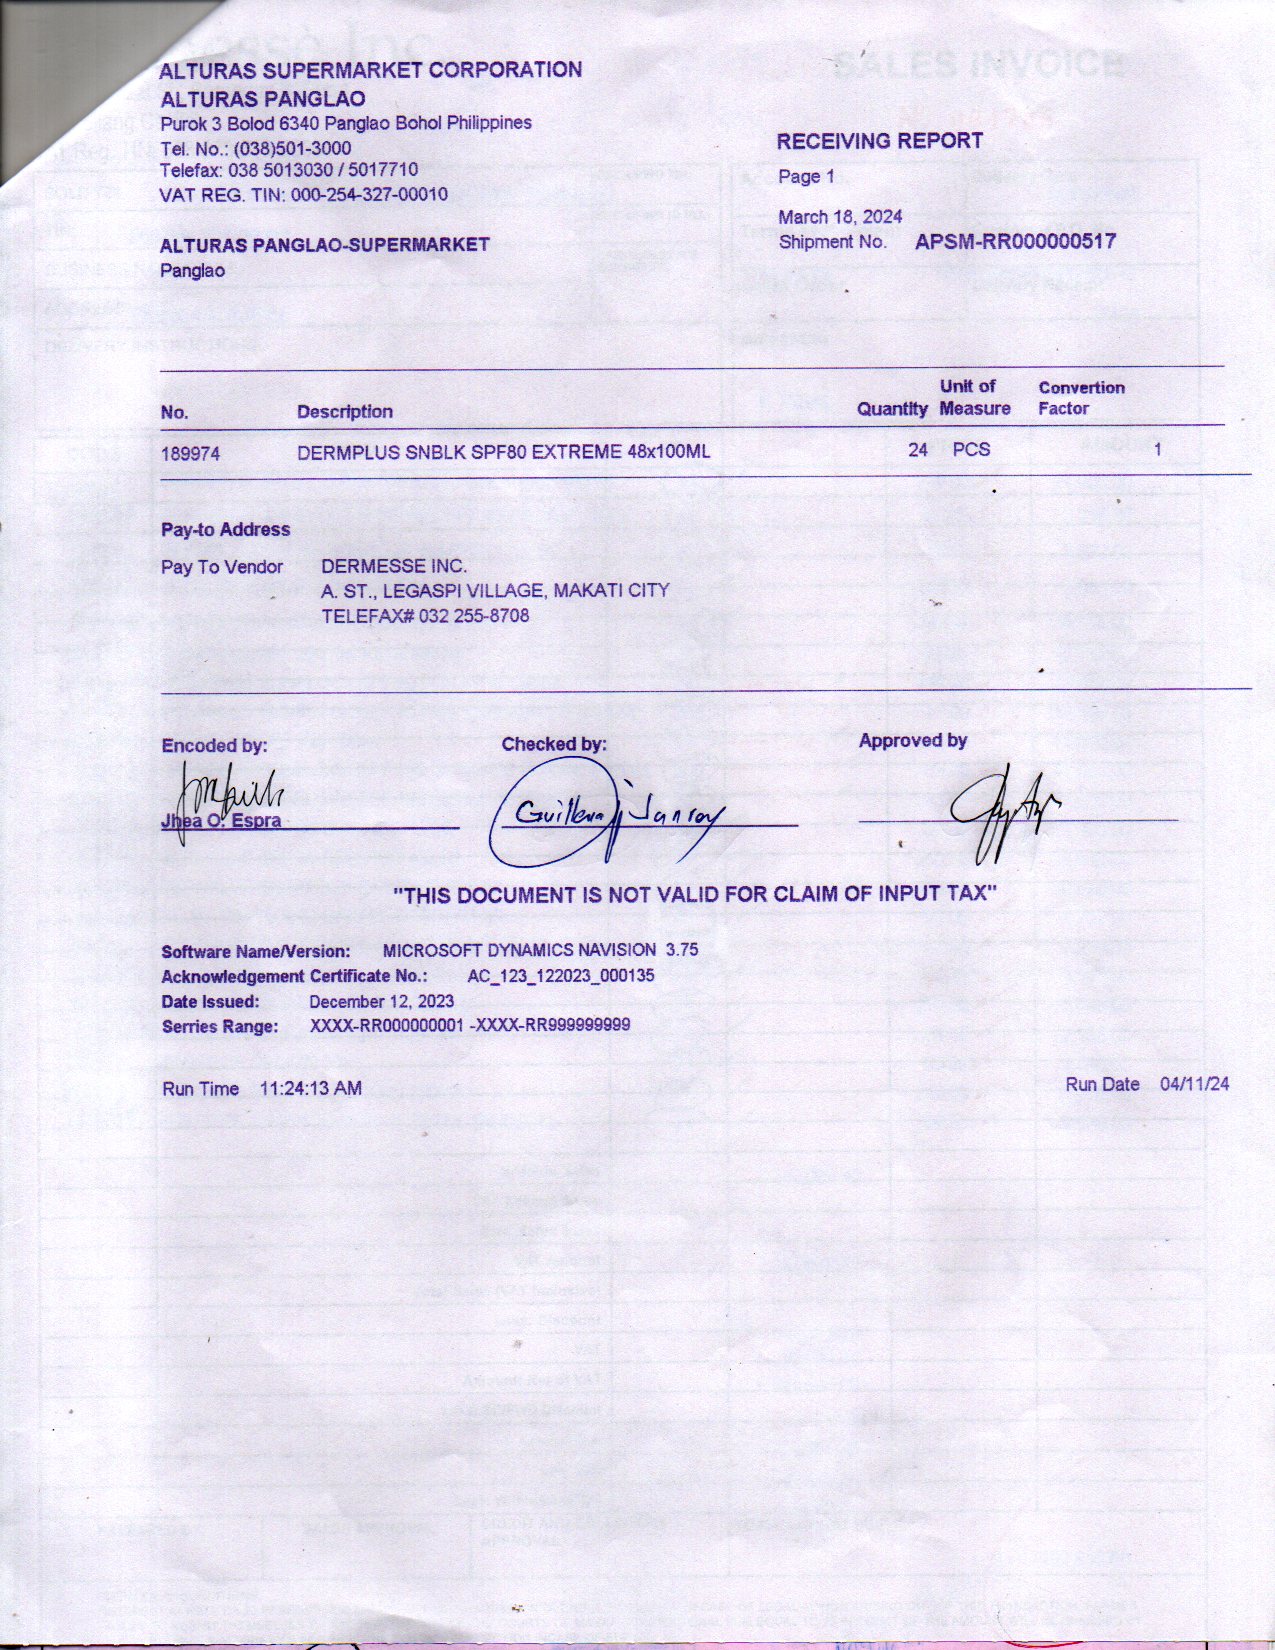 ALTURAS SUPERMARKET CORPORATION
ALTURAS PANGLAO
Purok 3 Bolod 6340 Panglao Bohol Philippines
Tel. No.: (038)501-3000
Telefax: 038 5013030 / 5017710
VAT REG. TIN: 000-254-327-00010
RECEIVING REPORT
Page 1
March 18, 2024
Shipment No. APSM-RR000000517
ALTURAS PANGLAO-SUPERMARKET
Panglao
No. Description Quantity Unit of Measure Convertion Factor
189974 DERMPLUS SNBLK SPF80 EXTREME 48x100ML 24 PCS 1
Pay-to Address
Pay To Vendor DERMESSE INC.
A. ST., LEGASPI VILLAGE, MAKATI CITY
TELEFAX# 032 255-8708
Encoded by: Checked by: Approved by
Jhea O. Espra
"THIS DOCUMENT IS NOT VALID FOR CLAIM OF INPUT TAX"
Software Name/Version: MICROSOFT DYNAMICS NAVISION 3.75
Acknowledgement Certificate No.: AC_123_122023_000135
Date Issued: December 12, 2023
Serries Range: XXXX-RR000000001 -XXXX-RR999999999
Run Time 11:24:13 AM Run Date 04/11/24
SALES INVOICE